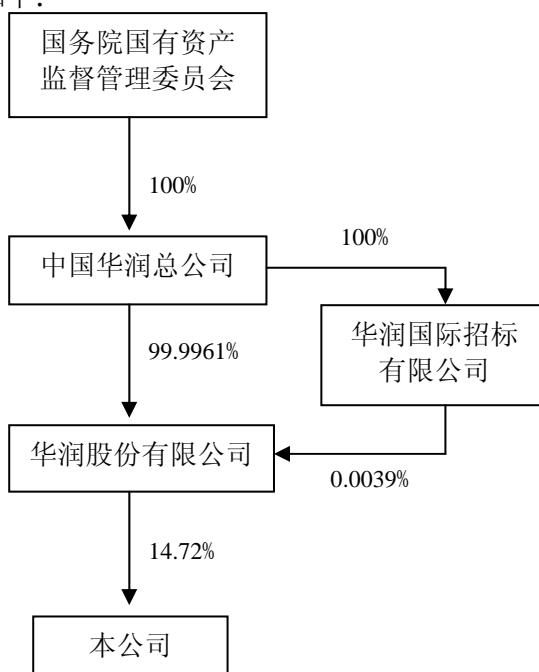 国务院国有资产
监督管理委员会
100%
中国华润总公司
100%
华润国际招标
有限公司
99.9961%
华润股份有限公司
0.0039%
14.72%
本公司